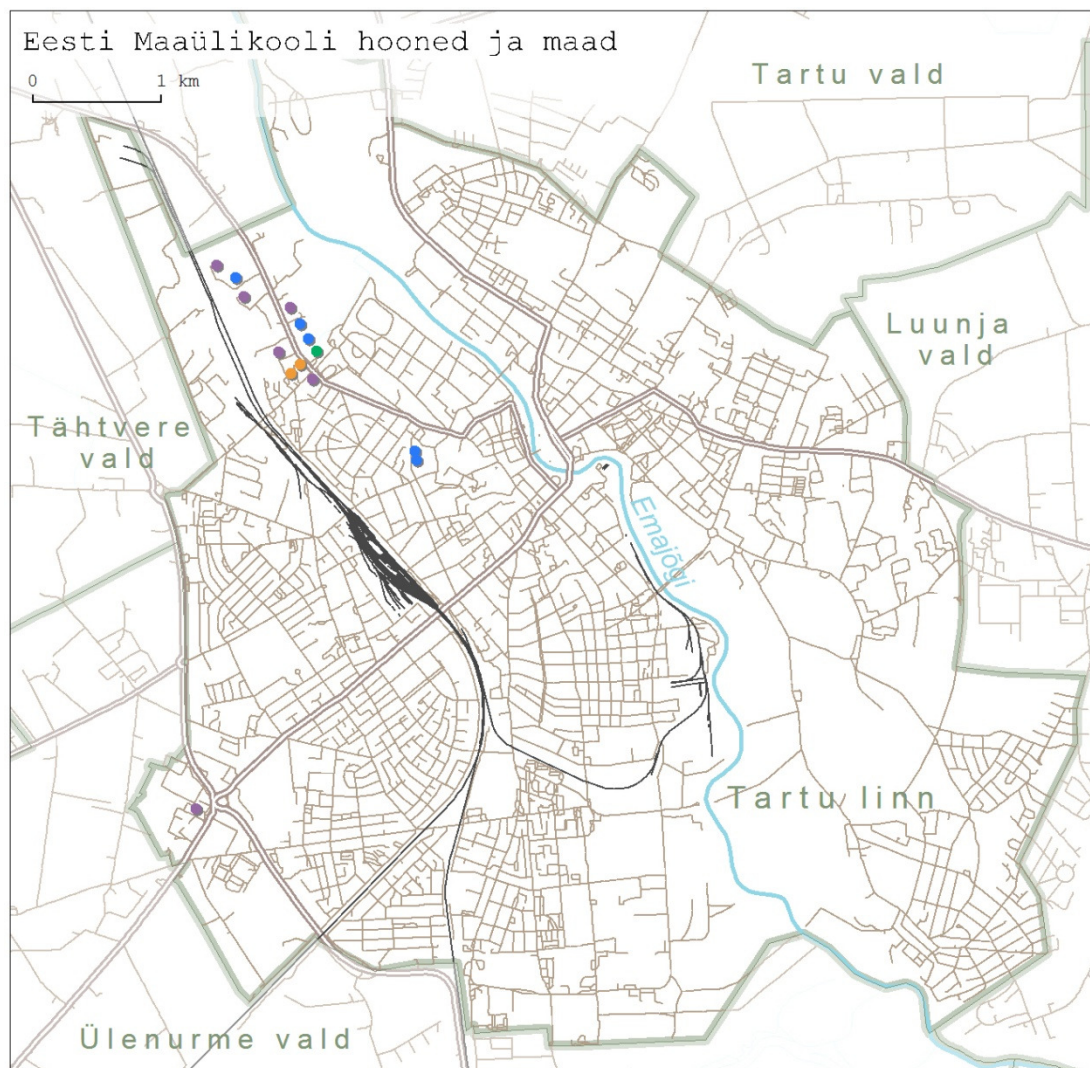 Eesti Maaülikooli hooned ja maad
0 1 km
Tartu vald
Luunja
vald
Tähtvere
vald
Emajõgi
Tartu linn
Ülenurme vald